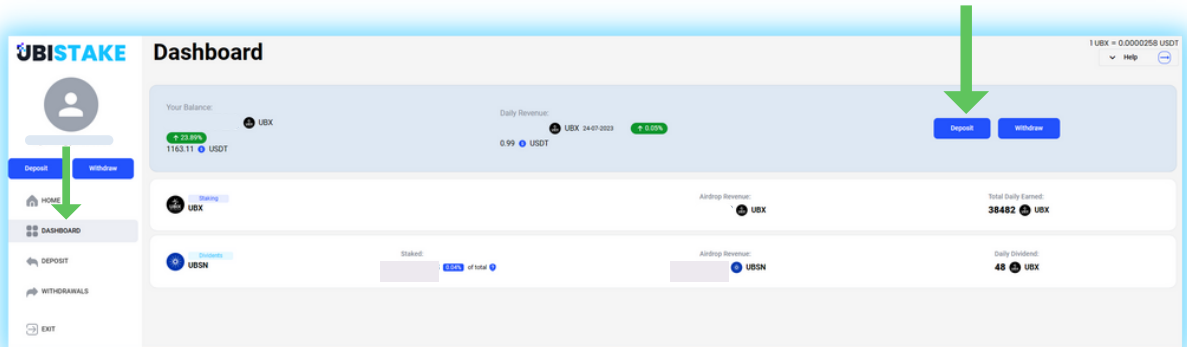 UBISTAKE
Deposit Withdraw
HOME
DASHBOARD
DEPOSIT
WITHDRAWALS
EXIT
Dashboard
1 UBX = 0.0000258 USDT
Help
Your Balance:
UBX
↑ 23.89%
1163.11 USDT
Daily Revenue:
UBX 24-07-2023 ↑ 0.05%
0.99 USDT
Deposit Withdraw
Staking
UBX
Airdrop Revenue:
UBX
Total Daily Earned:
38482 UBX
Dividents
UBSN
Staked:
0.04% of total
Airdrop Revenue:
UBSN
Daily Dividend:
48 UBX